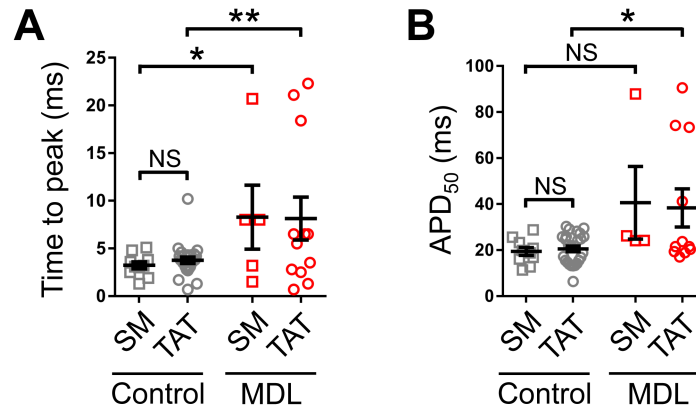 A
**
*
Time to peak (ms)
25
20
15
10
5
0
NS
SM
TAT
SM
TAT
Control
MDL
B
*
NS
APD50 (ms)
100
80
60
40
20
0
NS
SM
TAT
SM
TAT
Control
MDL